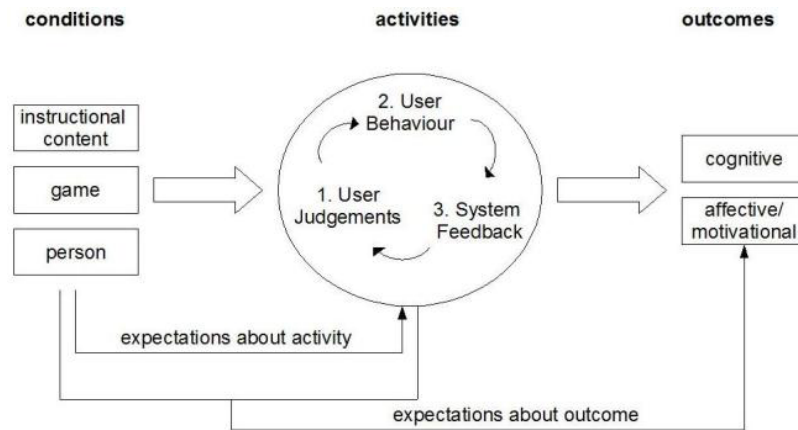 conditions
activities
outcomes
instructional
content
game
person
2. User
Behaviour
1. User
Judgements
3. System
Feedback
cognitive
affective/
motivational
expectations about activity
expectations about outcome